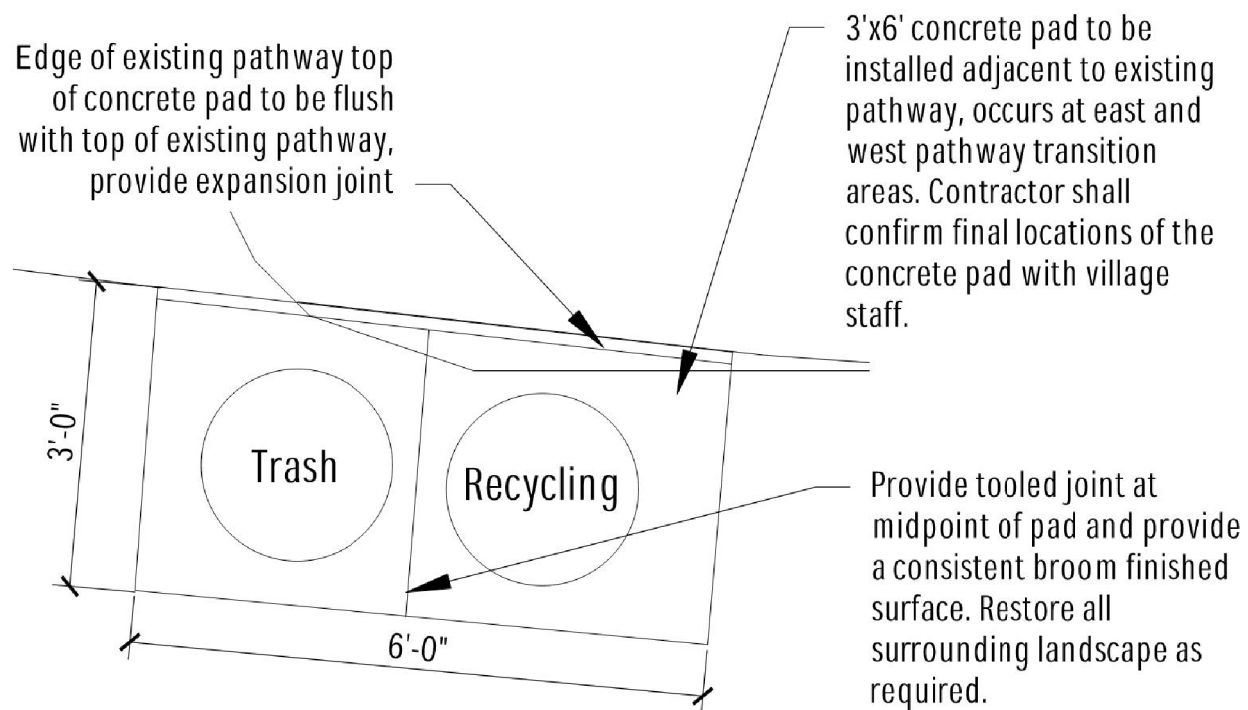 Edge of existing pathway top
of concrete pad to be flush
with top of existing pathway,
provide expansion joint
3'x6' concrete pad to be
installed adjacent to existing
pathway, occurs at east and
west pathway transition
areas. Contractor shall
confirm final locations of the
concrete pad with village
staff.
3'-0"
Trash
Recycling
6'-0"
Provide tooled joint at
midpoint of pad and provide
a consistent broom finished
surface. Restore all
surrounding landscape as
required.